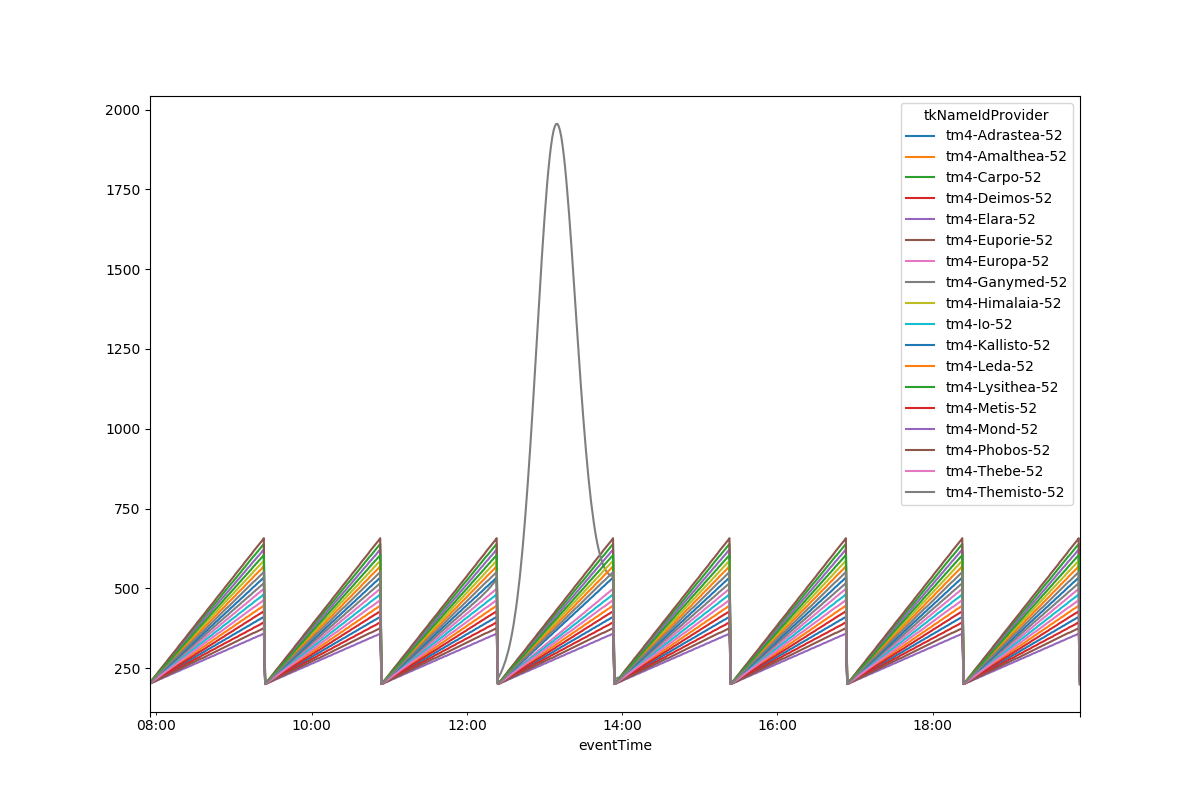 2000
1750
1500
1250
1000
750
500
250
08:00 10:00 12:00 14:00 16:00 18:00
eventTime
tkNameIdProvider
tm4-Adrastea-52
tm4-Amalthea-52
tm4-Carpo-52
tm4-Deimos-52
tm4-Elara-52
tm4-Euporie-52
tm4-Europa-52
tm4-Ganymed-52
tm4-Himalaia-52
tm4-Io-52
tm4-Kallisto-52
tm4-Leda-52
tm4-Lysithea-52
tm4-Metis-52
tm4-Mond-52
tm4-Phobos-52
tm4-Thebe-52
tm4-Themisto-52